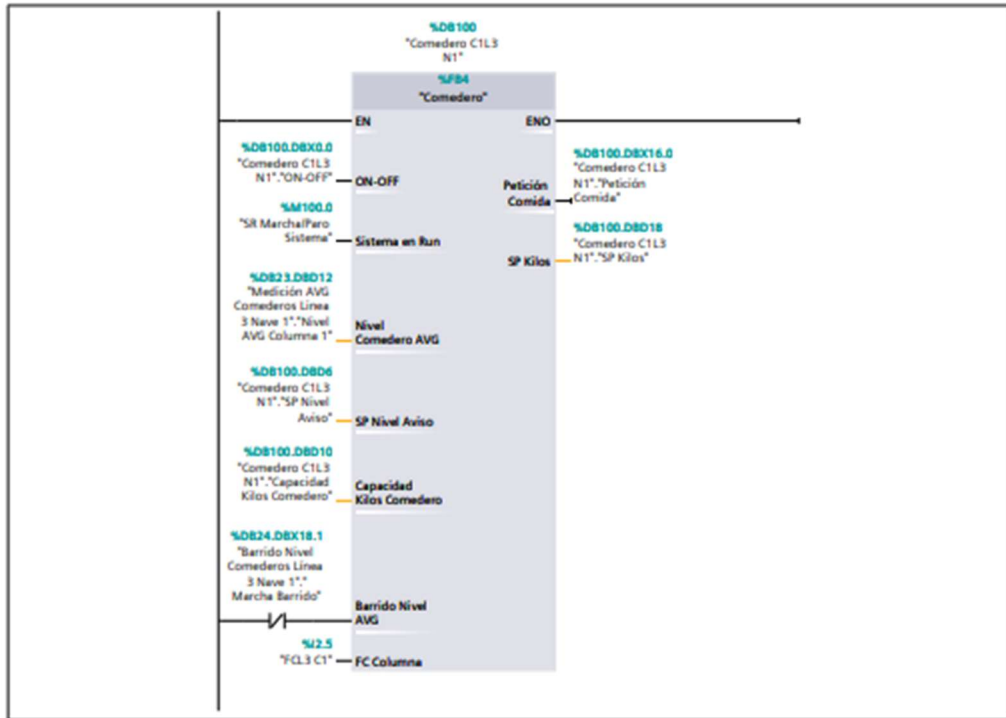 %DB100
"Comedero C1L3
N1"
%FB4
"Comedero"
EN
ENO
%DB100.DBX0.0
"Comedero C1L3
N1"."ON-OFF"
ON-OFF
%DB100.DBX16.0
"Comedero C1L3
N1"."Petición
Comida"
Petición
Comida
%M100.0
"SR Marcha/Paro
Sistema"
Sistema en Run
%DB100.DBD18
"Comedero C1L3
N1"."SP Kilos"
SP Kilos
%DB23.DBD12
"Medición AVG
Comederos Linea
3 Nave 1"."Nivel
AVG Columna 1"
Nivel
Comedero AVG
%DB100.DBD6
"Comedero C1L3
N1"."SP Nivel
Aviso"
SP Nivel Aviso
%DB100.DBD10
"Comedero C1L3
N1"."Capacidad
Kilos Comedero"
Capacidad
Kilos Comedero
%DB24.DBX18.1
"Barrido Nivel
Comederos Linea
3 Nave 1"."
Marcha Barrido"
Barrido Nivel
AVG
%I2.5
"FCL3 C1"
FC Columna